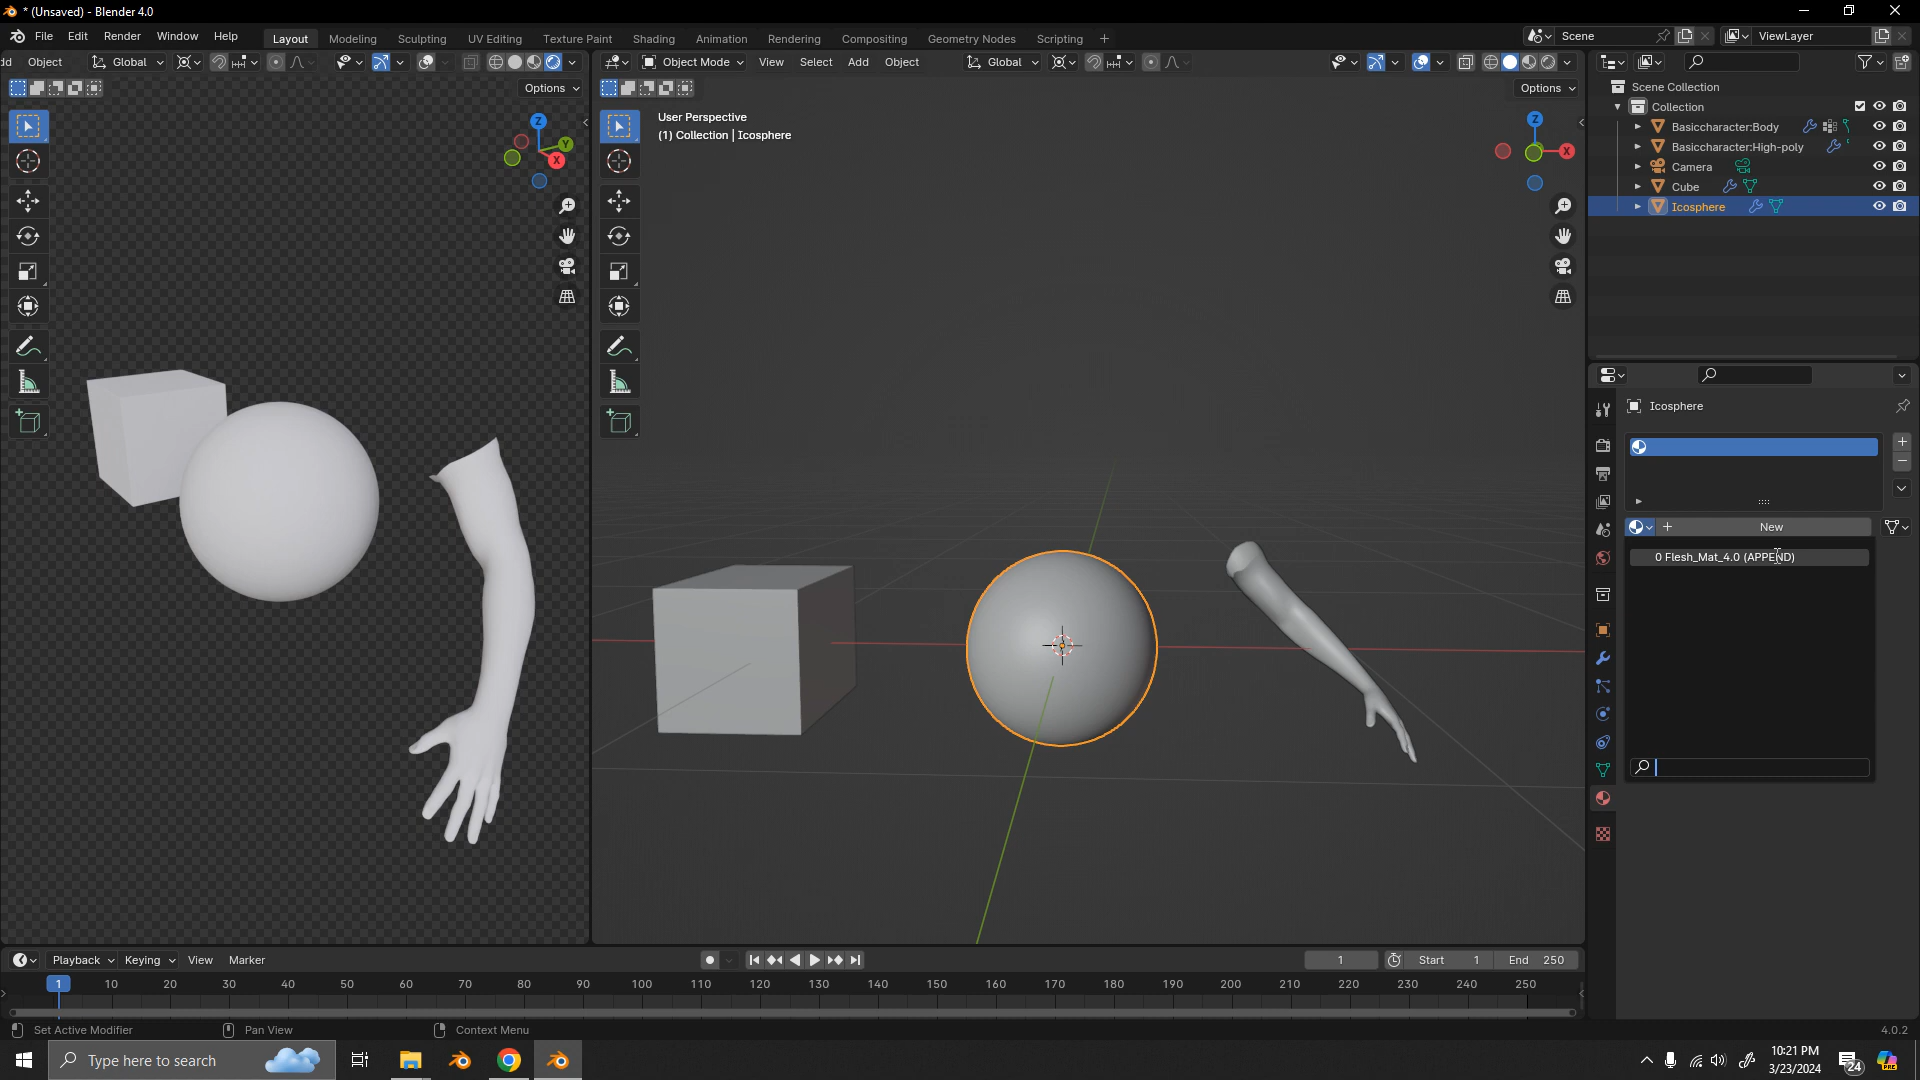 * (Unsaved) - Blender 4.0
File Edit Render Window Help
Layout Modeling Sculpting UV Editing Texture Paint Shading Animation Rendering Compositing Geometry Nodes Scripting +
Scene
ViewLayer
dd Object Global
Object Mode View Select Add Object Global
Options
Options
User Perspective
(1) Collection | Icosphere
Z
Y
X
Z
X
Scene Collection
Collection
Basiccharacter:Body
Basiccharacter:High-poly
Camera
Cube
Icosphere
Icosphere
New
0 Flesh_Mat_4.0 (APPEND)
Playback Keying View Marker
1 Start 1 End 250
1 10 20 30 40 50 60 70 80 90 100 110 120 130 140 150 160 170 180 190 200 210 220 230 240 250
Set Active Modifier Pan View Context Menu 4.0.2
Type here to search
10:21 PM
3/23/2024
24
PRE